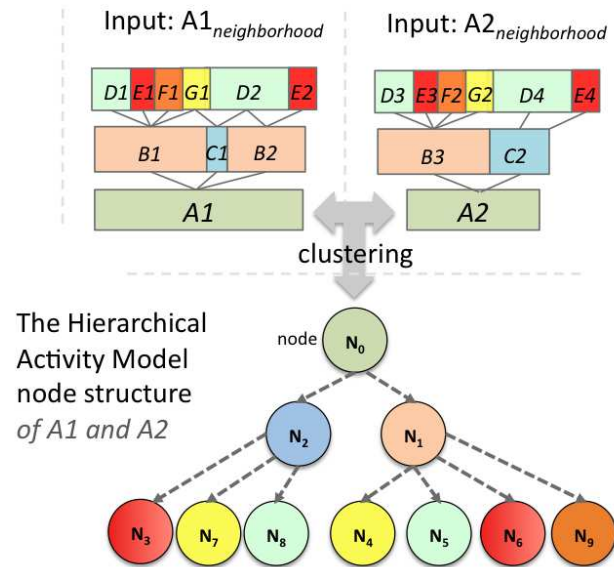 Input: A1neighborhood
Input: A2neighborhood
D1 E1 F1 G1 D2 E2
D3 E3 F2 G2 D4 E4
B1 C1 B2
B3 C2
A1
A2
clustering
The Hierarchical
Activity Model
node structure
of A1 and A2
node
N0
N2
N1
N3
N7
N8
N4
N5
N6
N9